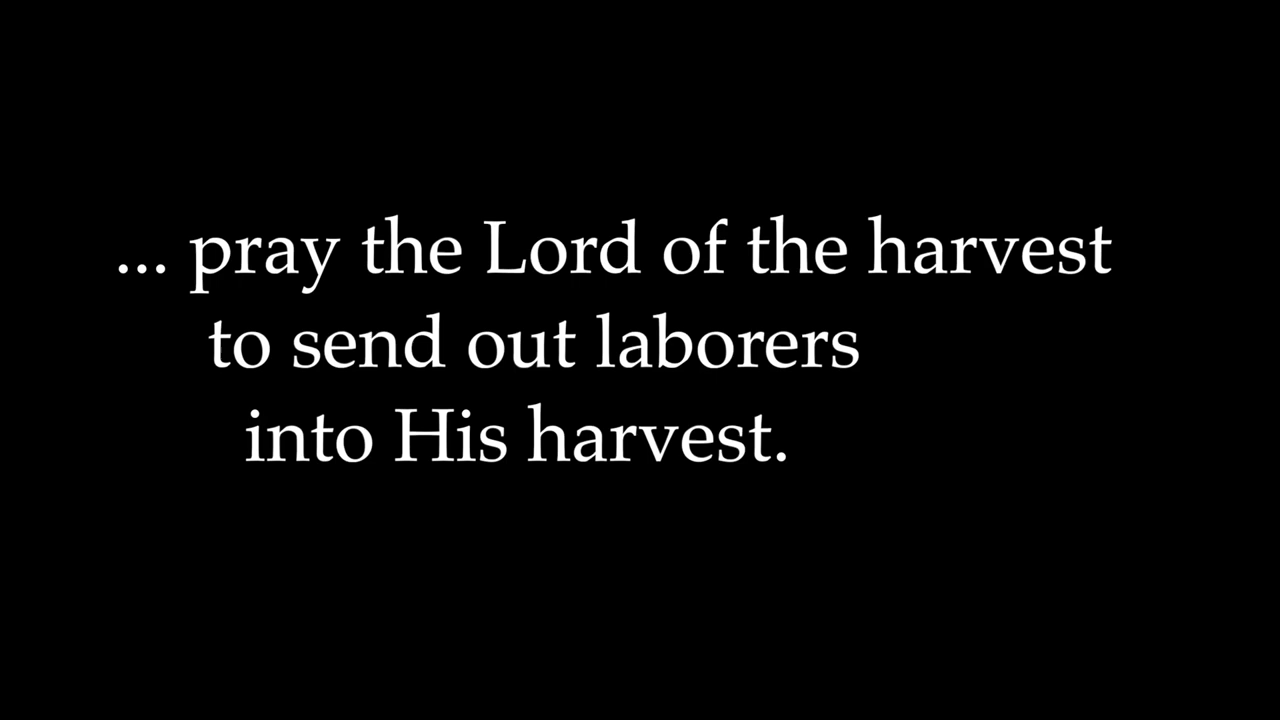 ... pray the Lord of the harvest
to send out laborers
into His harvest.